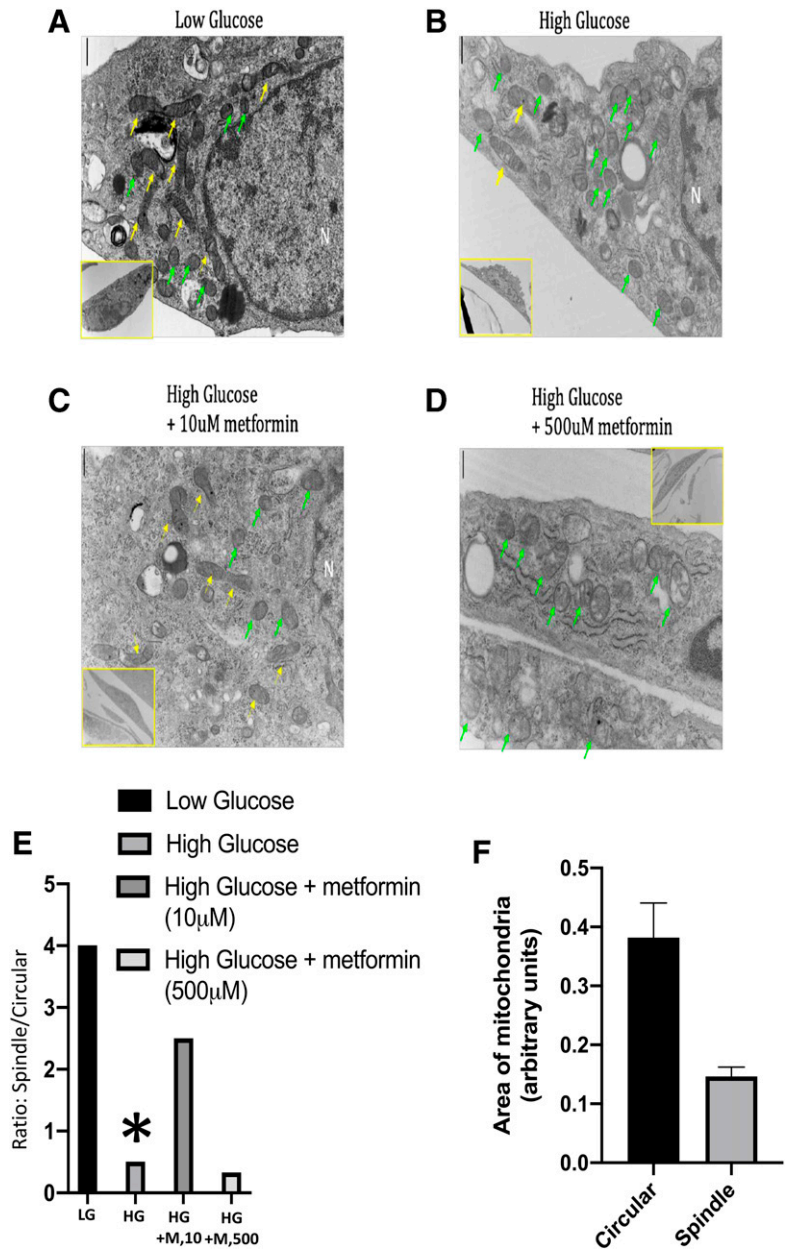 A
Low Glucose
N
B
High Glucose
N
C
High Glucose
+ 10uM metformin
N
D
High Glucose
+ 500uM metformin
E
Low Glucose
High Glucose
High Glucose + metformin
(10μM)
High Glucose + metformin
(500μM)
Ratio: Spindle/Circular
5
4
3
2
1
0
*
LG
HG
HG
+M,10
HG
+M,500
F
Area of mitochondria
(arbitrary units)
0.5
0.4
0.3
0.2
0.1
0.0
Circular
Spindle